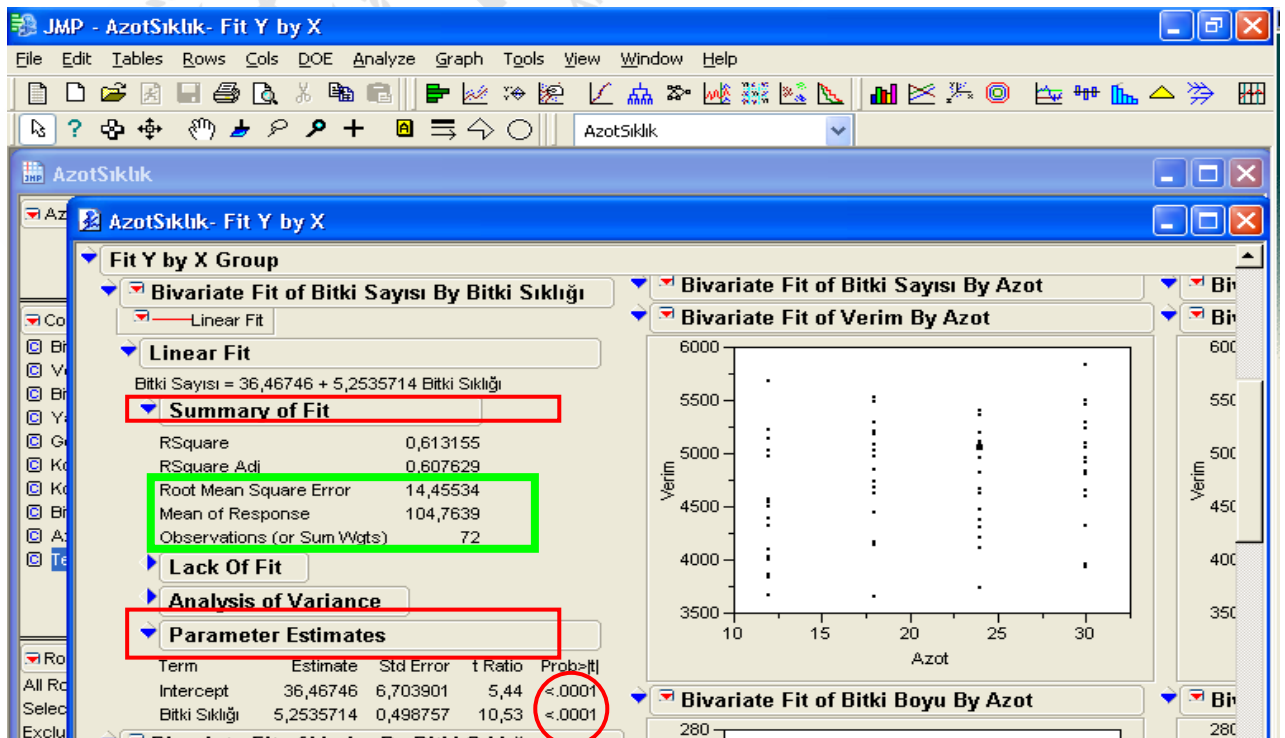 JMP - AzotSıklık- Fit Y by X
File Edit Tables Rows Cols DOE Analyze Graph Tools View Window Help
AzotSıklık
AzotSıklık
AzotSıklık- Fit Y by X
Fit Y by X Group
Bivariate Fit of Bitki Sayısı By Bitki Sıklığı
Linear Fit
Linear Fit
Bitki Sayısı = 36,46746 + 5,2535714 Bitki Sıklığı
Summary of Fit
RSquare 0,613155
RSquare Adj 0,607629
Root Mean Square Error 14,45534
Mean of Response 104,7639
Observations (or Sum Wgts) 72
Lack Of Fit
Analysis of Variance
Parameter Estimates
Term Estimate Std Error t Ratio Prob>|t|
Intercept 36,46746 6,703901 5,44 <.0001
Bitki Sıklığı 5,2535714 0,498757 10,53 <.0001
Bivariate Fit of Bitki Sayısı By Azot
Bivariate Fit of Verim By Azot
6000
5500
5000
4500
4000
3500
Verim
10 15 20 25 30
Azot
Bivariate Fit of Bitki Boyu By Azot
280
Verim
280
All Ro
Selec
Exclu